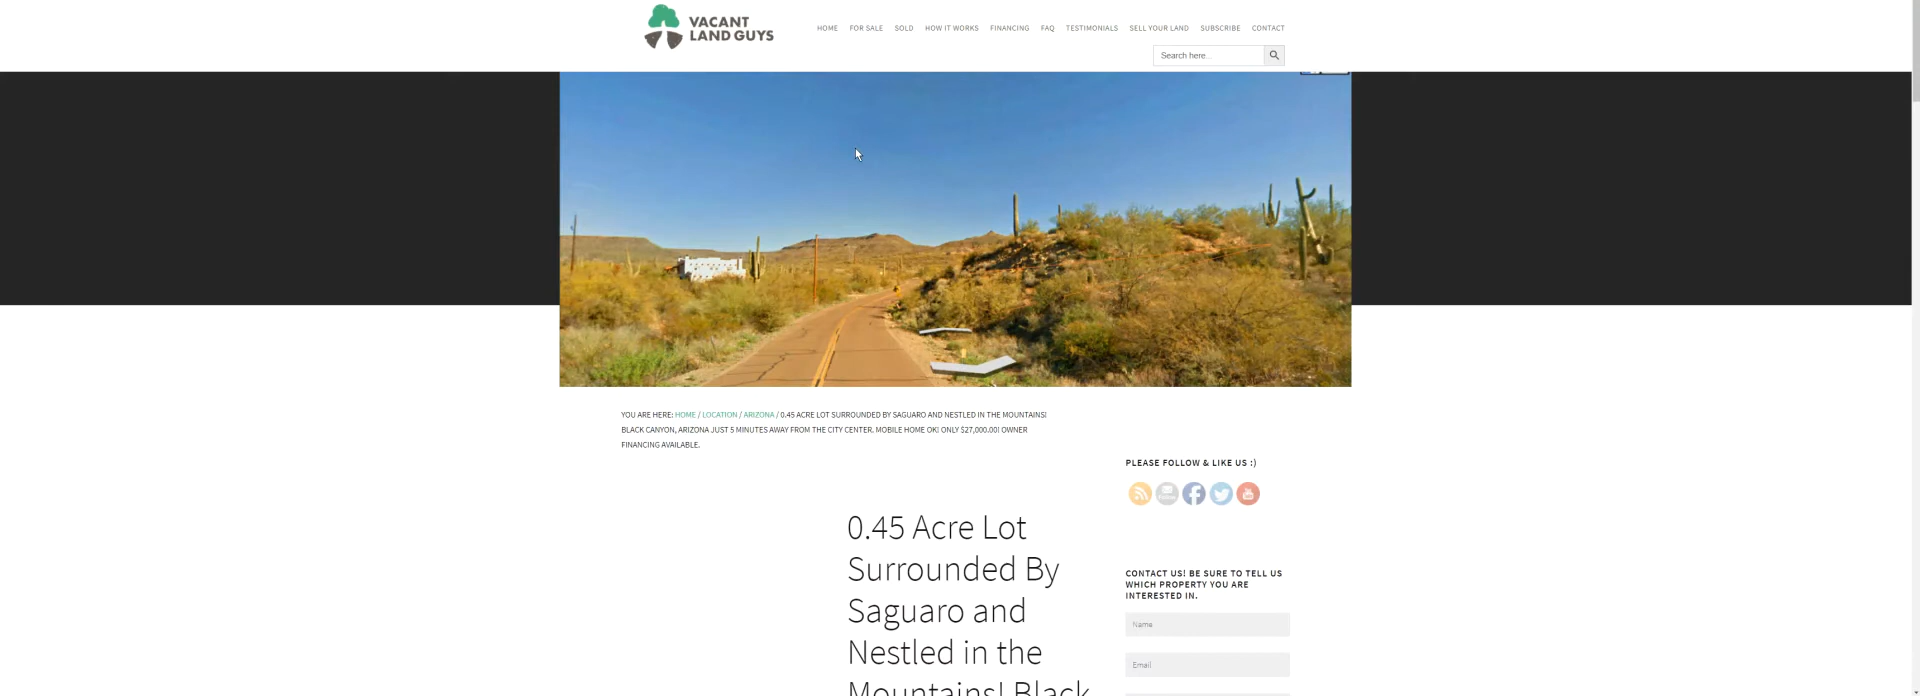 VACANT
LAND GUYS
HOME FOR SALE SOLD HOW IT WORKS FINANCING FAQ TESTIMONIALS SELL YOUR LAND SUBSCRIBE CONTACT
Search here...
YOU ARE HERE: HOME / LOCATION / ARIZONA / 0.45 ACRE LOT SURROUNDED BY SAGUARO AND NESTLED IN THE MOUNTAINS!
BLACK CANYON, ARIZONA JUST 5 MINUTES AWAY FROM THE CITY CENTER. MOBILE HOME OK! ONLY $27,000.00! OWNER
FINANCING AVAILABLE.
PLEASE FOLLOW & LIKE US :)
0.45 Acre Lot
Surrounded By
Saguaro and
Nestled in the
Mountains! Black
CONTACT US! BE SURE TO TELL US
WHICH PROPERTY YOU ARE
INTERESTED IN.
Name
Email